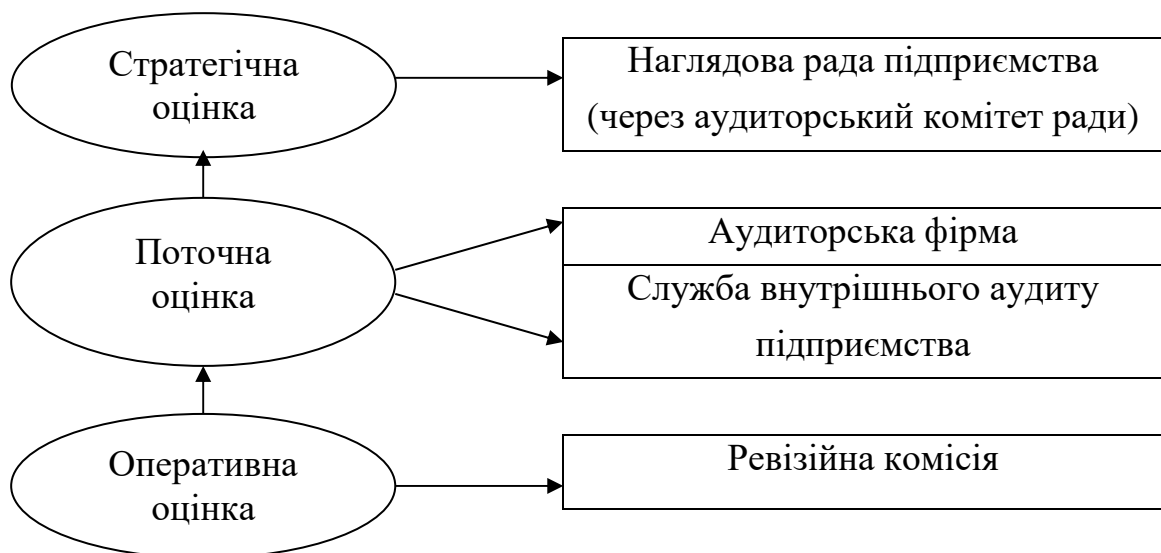 Стратегічна
оцінка
Наглядова рада підприємства
(через аудиторський комітет ради)
Поточна
оцінка
Аудиторська фірма
Служба внутрішнього аудиту
підприємства
Оперативна
оцінка
Ревізійна комісія